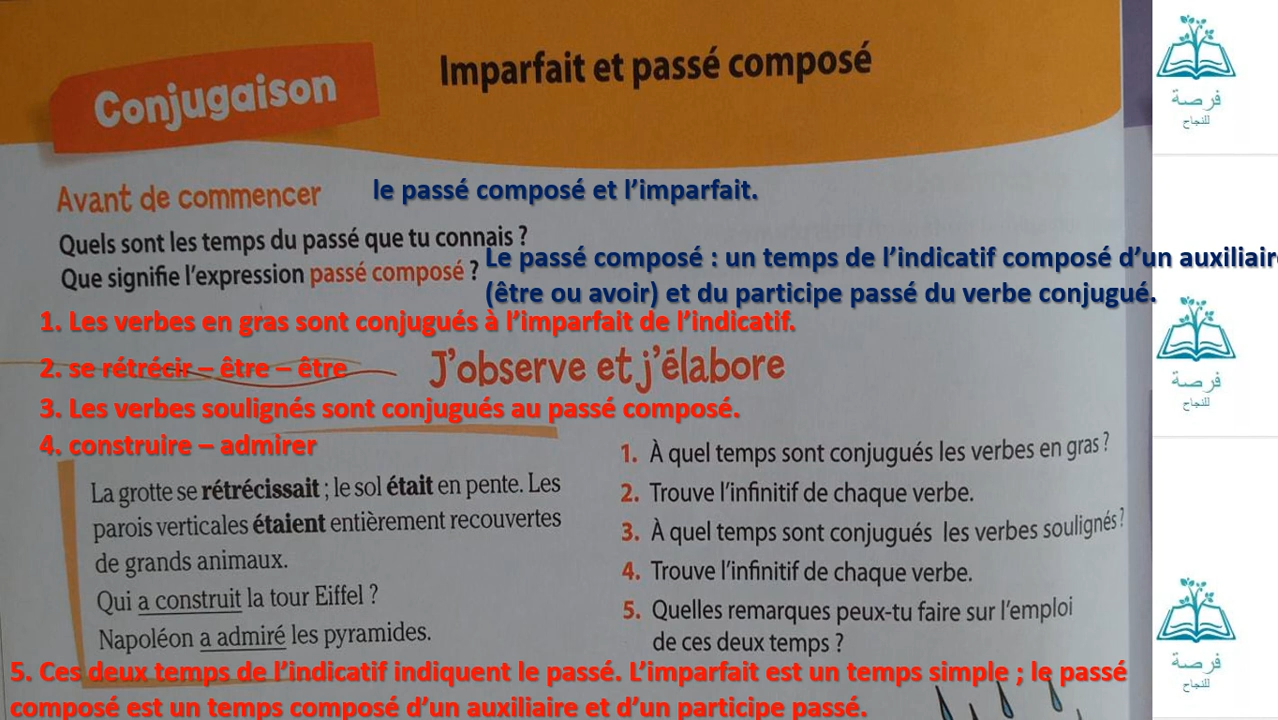 Imparfait et passé composé
Conjugaison
Avant de commencer
le passé composé et l'imparfait.
Quels sont les temps du passé que tu connais ?
Que signifie l'expression passé composé ?
Le passé composé : un temps de l'indicatif composé d'un auxiliaire
(être ou avoir) et du participe passé du verbe conjugué.
1. Les verbes en gras sont conjugués à l'imparfait de l'indicatif.
2. se rétrécir – être – être
J'observe et j'élabore
3. Les verbes soulignés sont conjugués au passé composé.
4. construire – admirer
La grotte se rétrécissait ; le sol était en pente. Les
parois verticales étaient entièrement recouvertes
de grands animaux.
Qui a construit la tour Eiffel ?
Napoléon a admiré les pyramides.
1. À quel temps sont conjugués les verbes en gras ?
2. Trouve l'infinitif de chaque verbe.
3. À quel temps sont conjugués les verbes soulignés ?
4. Trouve l'infinitif de chaque verbe.
5. Quelles remarques peux-tu faire sur l'emploi
de ces deux temps ?
5. Ces deux temps de l'indicatif indiquent le passé. L'imparfait est un temps simple ; le passé
composé est un temps composé d'un auxiliaire et d'un participe passé.
فرصة
للنجاح
فرصة
للنجاح
فرصة
للنجاح